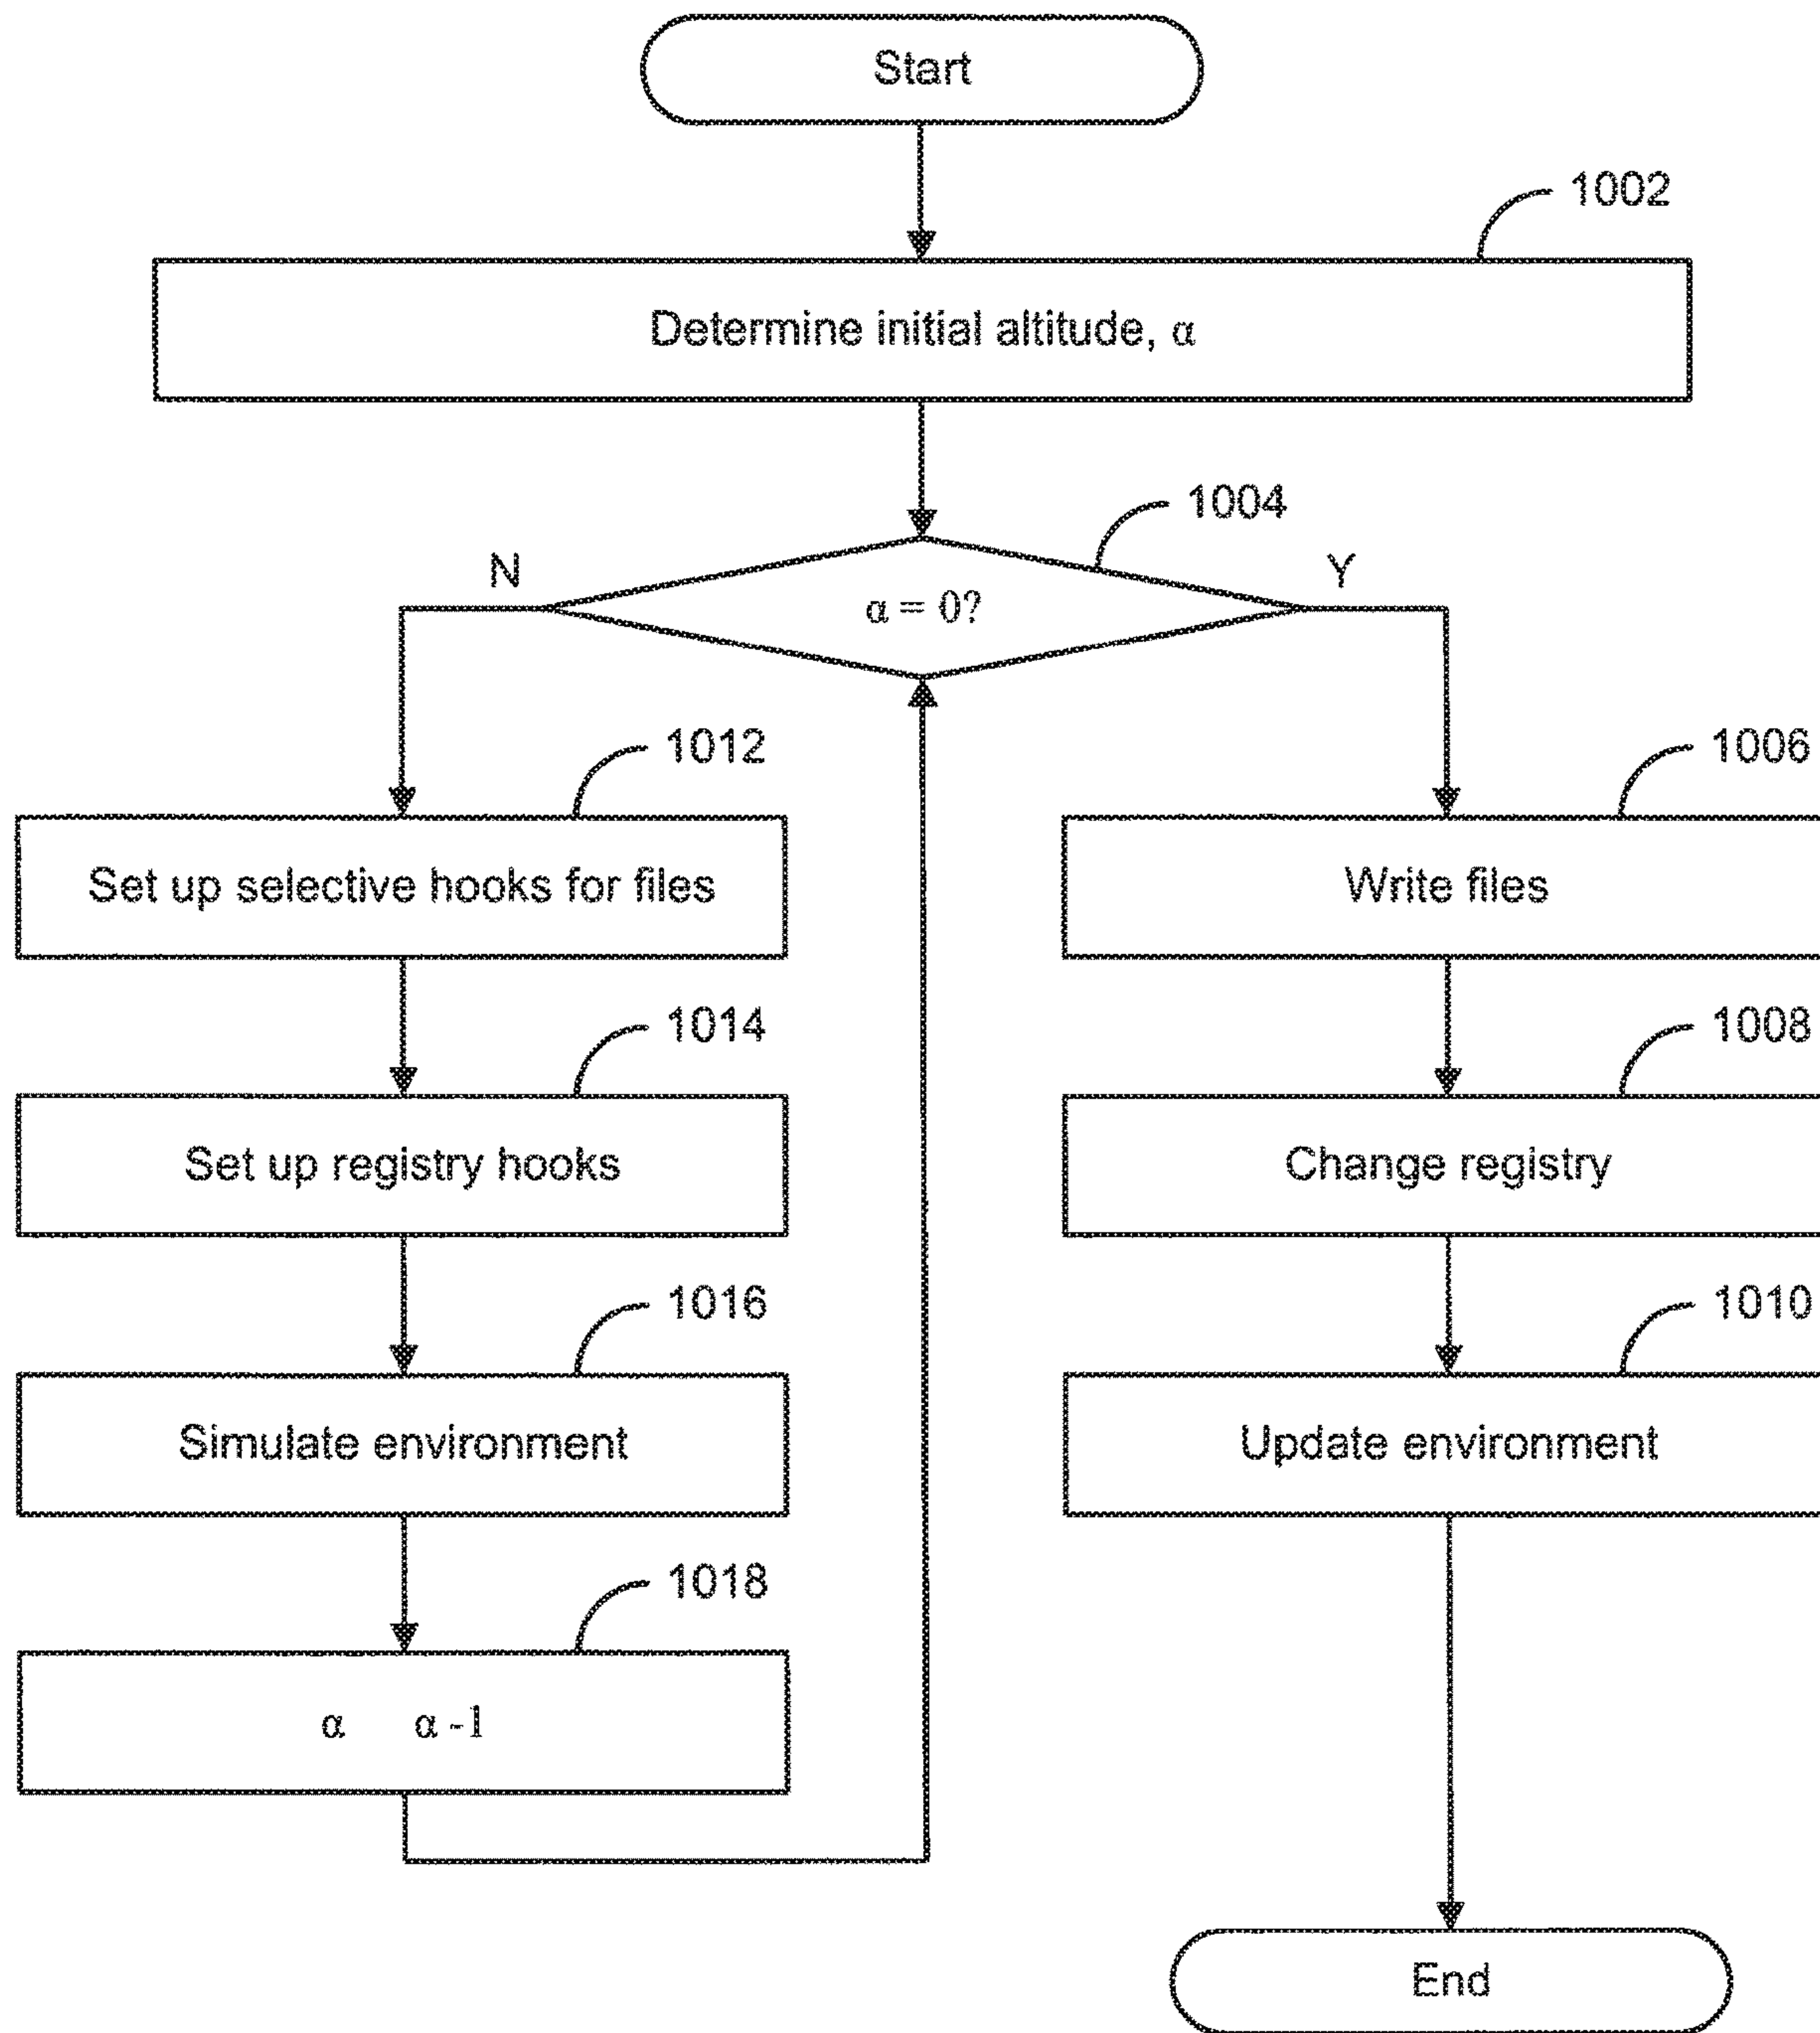 Start
1002
Determine initial altitude, α
1004
N
Y
α = 0?
1012
1006
Set up selective hooks for files
Write files
1014
1008
Set up registry hooks
Change registry
1016
1010
Simulate environment
Update environment
1018
α α -1
End